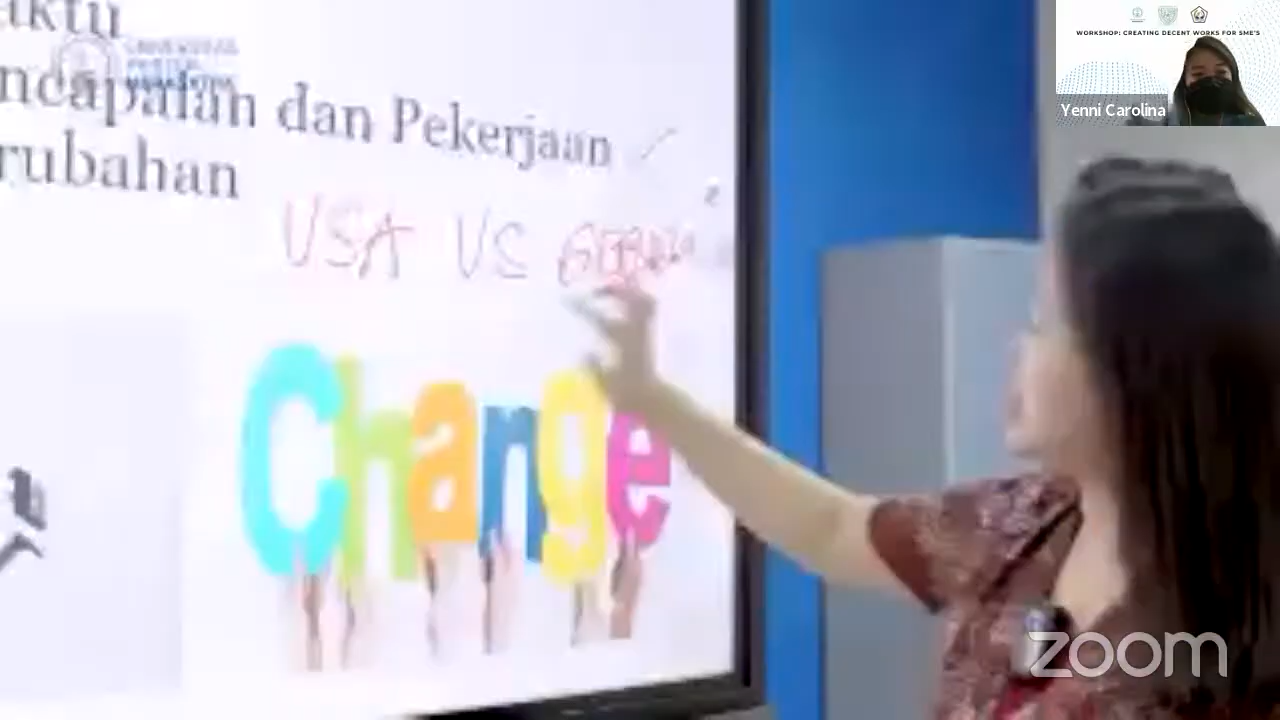 aktu
ncapaian dan Pekerjaan
rubahan
USA VS
Change
WORKSHOP: CREATING DECENT WORKS FOR SME'S
Yenni Carolina
zoom